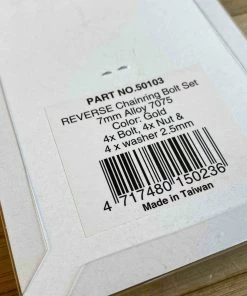 PART NO.50103
REVERSE Chainring Bolt Set
7mm Alloy 7075
Color: Gold
4x Bolt, 4x Nut &
4 x washer 2.5mm
4 717480 150236
Made in Taiwan